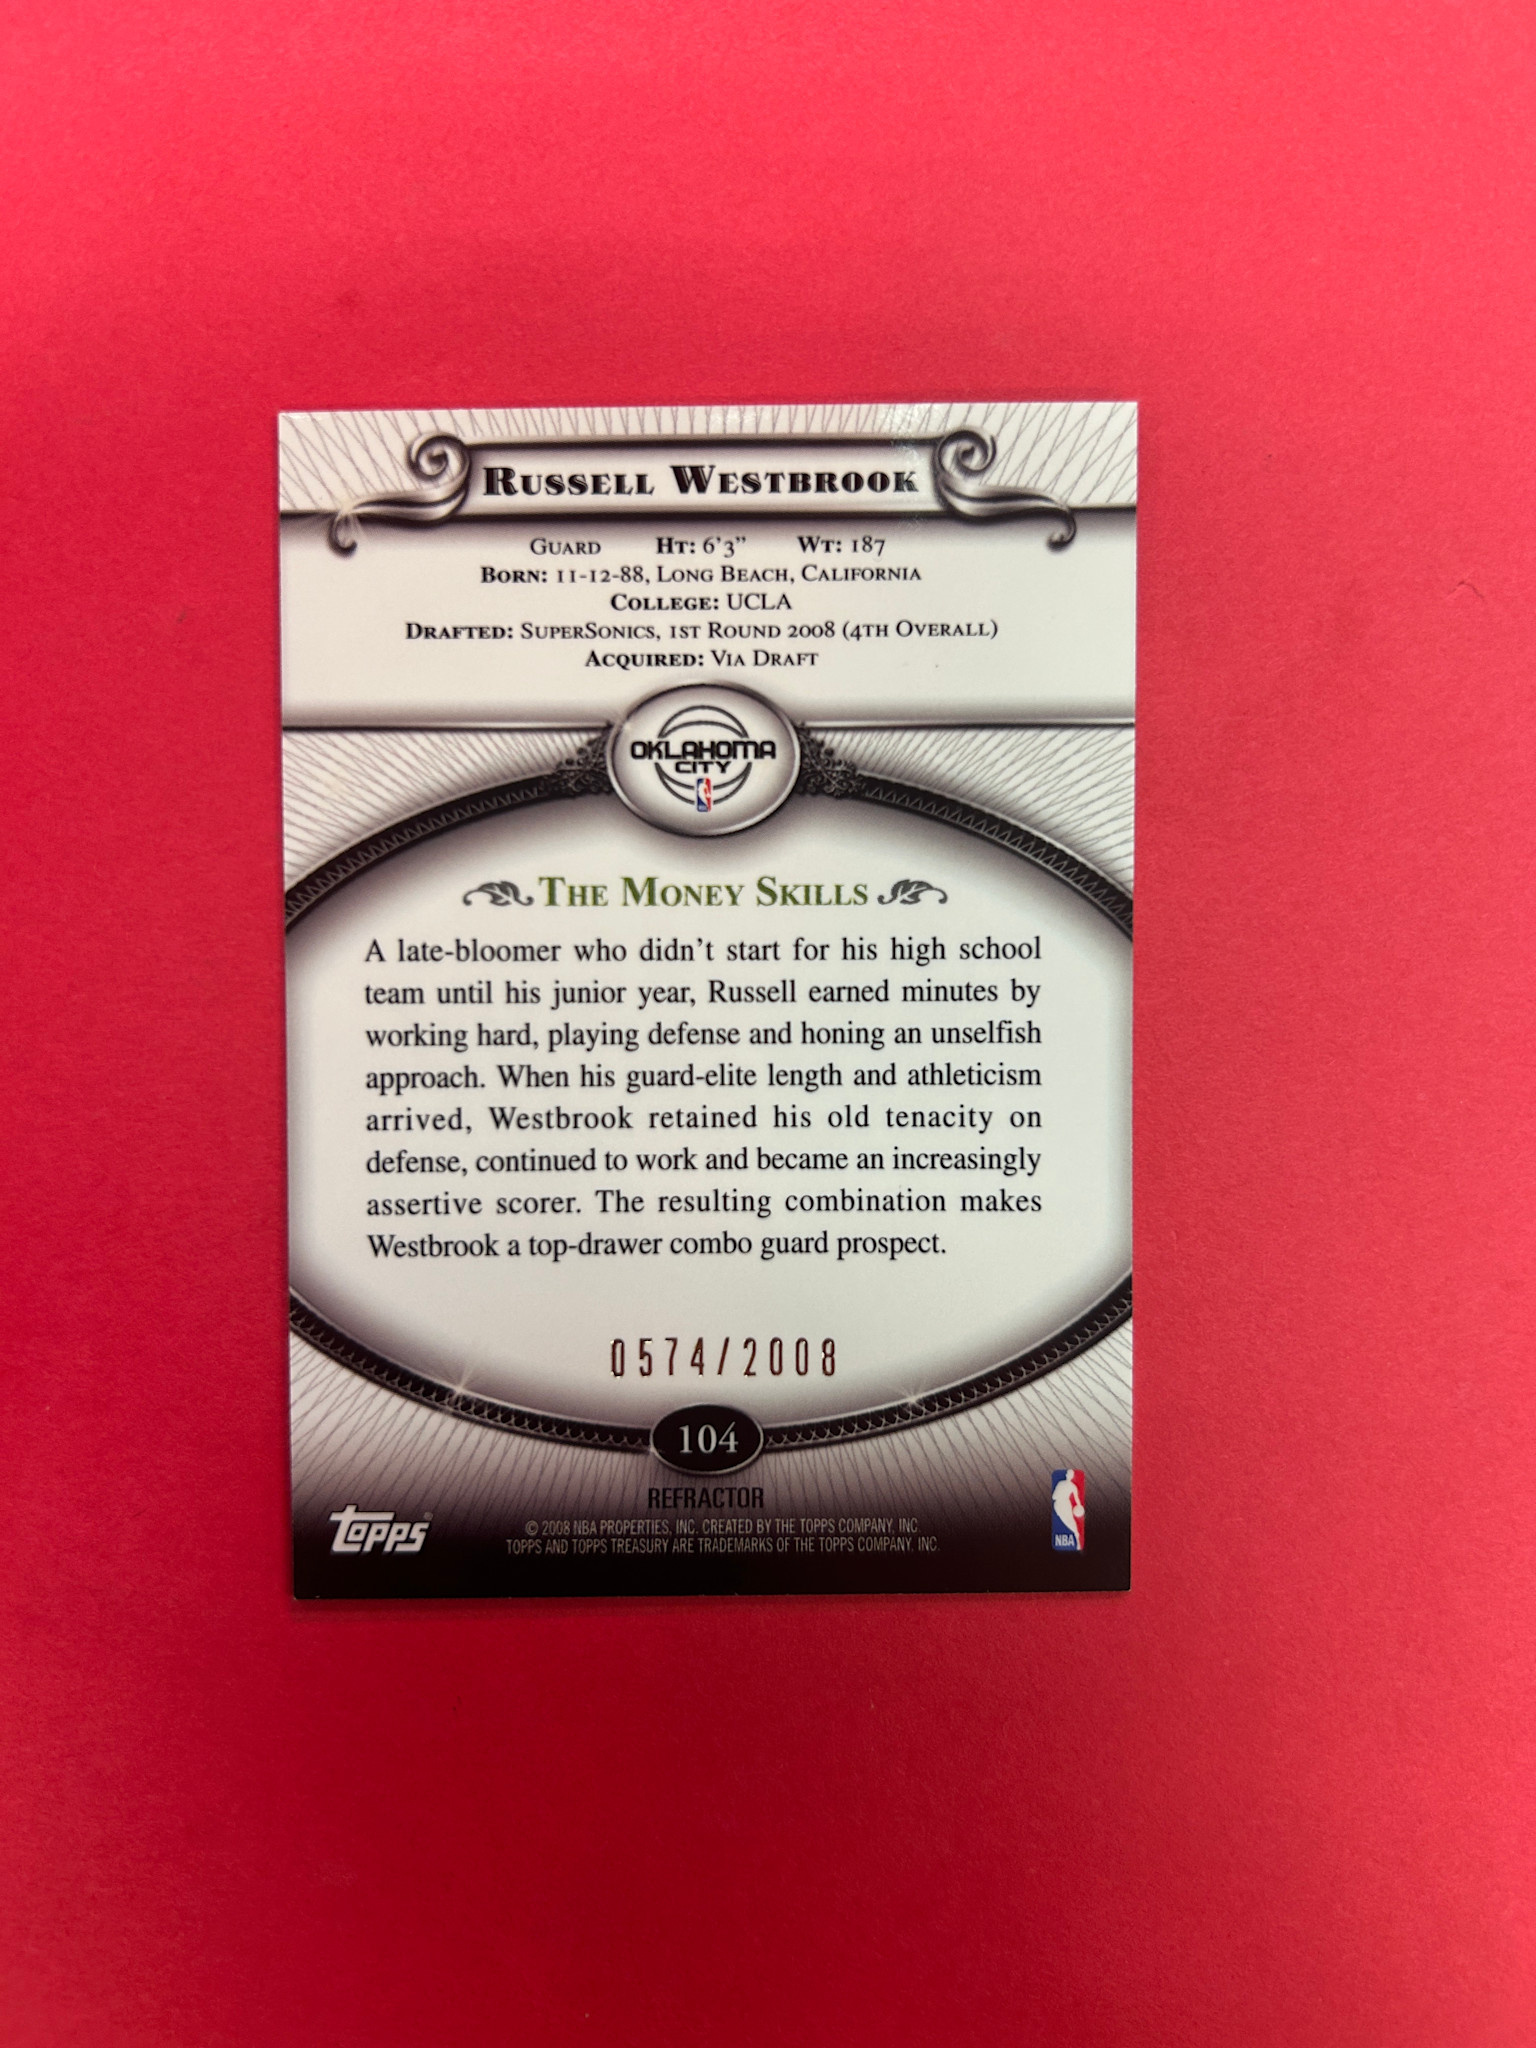 RUSSELL WESTBROOK
GUARD HT: 6'3" WT: 187
BORN: 11-12-88, LONG BEACH, CALIFORNIA
COLLEGE: UCLA
DRAFTED: SUPERSONICS, 1ST ROUND 2008 (4TH OVERALL)
ACQUIRED: VIA DRAFT
OKLAHOMA
CITY
THE MONEY SKILLS
A late-bloomer who didn't start for his high school
team until his junior year, Russell earned minutes by
working hard, playing defense and honing an unselfish
approach. When his guard-elite length and athleticism
arrived, Westbrook retained his old tenacity on
defense, continued to work and became an increasingly
assertive scorer. The resulting combination makes
Westbrook a top-drawer combo guard prospect.
0574/2008
104
REFRACTOR
topps®
© 2008 NBA PROPERTIES, INC. CREATED BY THE TOPPS COMPANY, INC.
TOPPS AND TOPPS TREASURY ARE TRADEMARKS OF THE TOPPS COMPANY, INC.
NBA